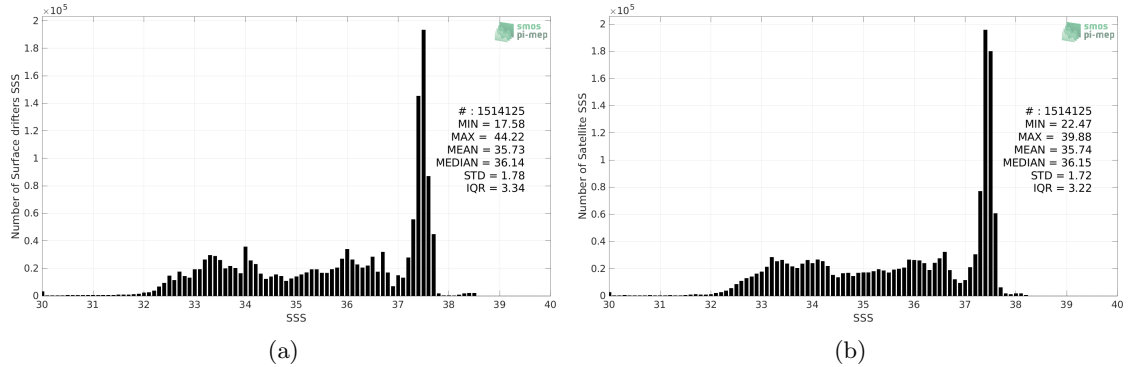 ×10⁵
2
1.8
1.6
1.4
1.2
1
0.8
0.6
0.4
0.2
0
Number of Surface drifters SSS
smos
pi-mep
# : 1514125
MIN = 17.58
MAX = 44.22
MEAN = 35.73
MEDIAN = 36.14
STD = 1.78
IQR = 3.34
30 31 32 33 34 35 36 37 38 39 40
SSS
(a)
×10⁵
2
1.8
1.6
1.4
1.2
1
0.8
0.6
0.4
0.2
0
Number of Satellite SSS
smos
pi-mep
# : 1514125
MIN = 22.47
MAX = 39.88
MEAN = 35.74
MEDIAN = 36.15
STD = 1.72
IQR = 3.22
30 31 32 33 34 35 36 37 38 39 40
SSS
(b)